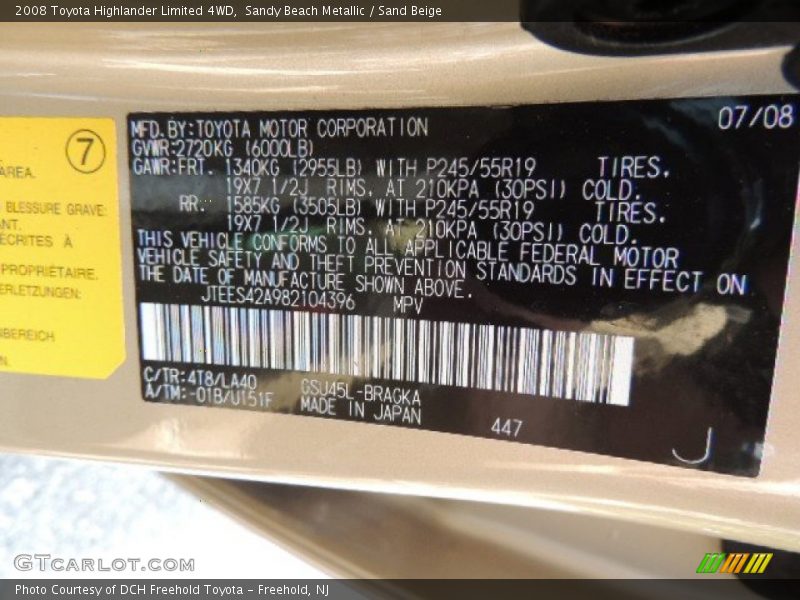 2008 Toyota Highlander Limited 4WD, Sandy Beach Metallic / Sand Beige
7
AREA.
BLESSURE GRAVE:
ANT.
ÉCRITES À
PROPRIÉTAIRE.
ERLETZUNGEN:
NBEREICH
N.
07/08
MFD.BY:TOYOTA MOTOR CORPORATION
GVWR:2720KG (6000LB)
GAWR:FRT. 1340KG (2955LB) WITH P245/55R19 TIRES.
19X7 1/2J RIMS. AT 210KPA (30PSI) COLD.
RR. 1585KG (3505LB) WITH P245/55R19 TIRES.
19X7 1/2J RIMS. AT 210KPA (30PSI) COLD.
THIS VEHICLE CONFORMS TO ALL APPLICABLE FEDERAL MOTOR
VEHICLE SAFETY AND THEFT PREVENTION STANDARDS IN EFFECT ON
THE DATE OF MANUFACTURE SHOWN ABOVE.
JTEES42A982104396 MPV
C/TR:4T8/LA40 GSU45L-BRAGKA
A/TM:-01B/U151F MADE IN JAPAN
447
J
GTCARLOT.COM
Photo Courtesy of DCH Freehold Toyota - Freehold, NJ